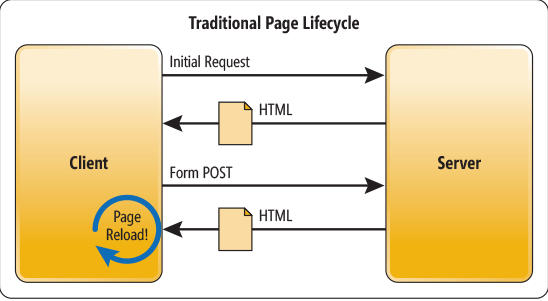 Traditional Page Lifecycle
Initial Request
HTML
Client
Server
Form POST
HTML
Page
Reload!